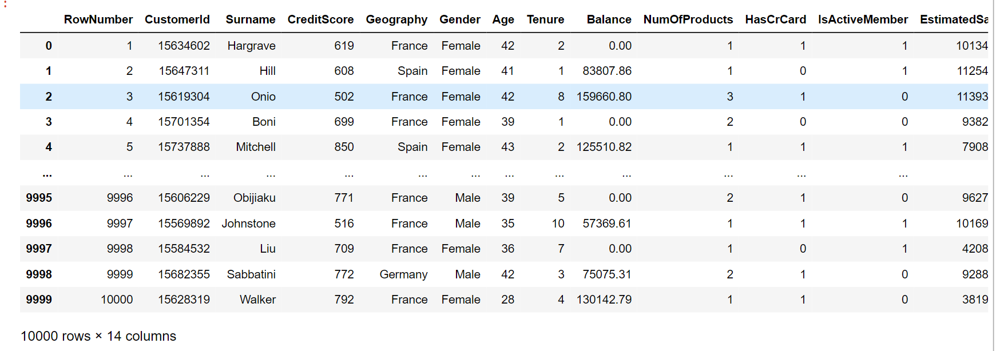 :
RowNumber CustomerId Surname CreditScore Geography Gender Age Tenure Balance NumOfProducts HasCrCard IsActiveMember EstimatedSa
0 1 15634602 Hargrave 619 France Female 42 2 0.00 1 1 1 10134
1 2 15647311 Hill 608 Spain Female 41 1 83807.86 1 0 1 11254
2 3 15619304 Onio 502 France Female 42 8 159660.80 3 1 0 11393
3 4 15701354 Boni 699 France Female 39 1 0.00 2 0 0 9382
4 5 15737888 Mitchell 850 Spain Female 43 2 125510.82 1 1 1 7908
... ... ... ... ... ... ... ... ... ... ... ... ...
9995 9996 15606229 Obijiaku 771 France Male 39 5 0.00 2 1 0 9627
9996 9997 15569892 Johnstone 516 France Male 35 10 57369.61 1 1 1 10169
9997 9998 15584532 Liu 709 France Female 36 7 0.00 1 0 1 4208
9998 9999 15682355 Sabbatini 772 Germany Male 42 3 75075.31 2 1 0 9288
9999 10000 15628319 Walker 792 France Female 28 4 130142.79 1 1 0 3819
10000 rows × 14 columns